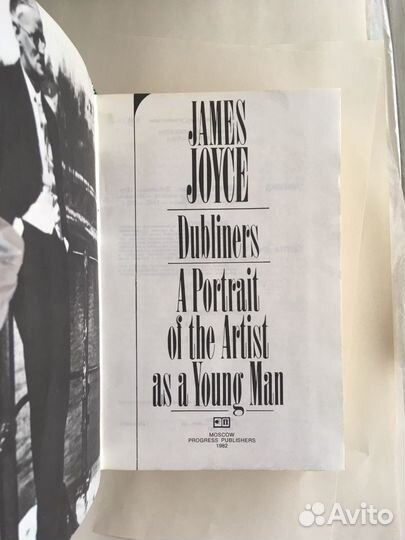 JAMES
JOYCE
Dubliners
A Portrait
of the Artist
as a Young Man
MOSCOW
PROGRESS PUBLISHERS
1982
Avito